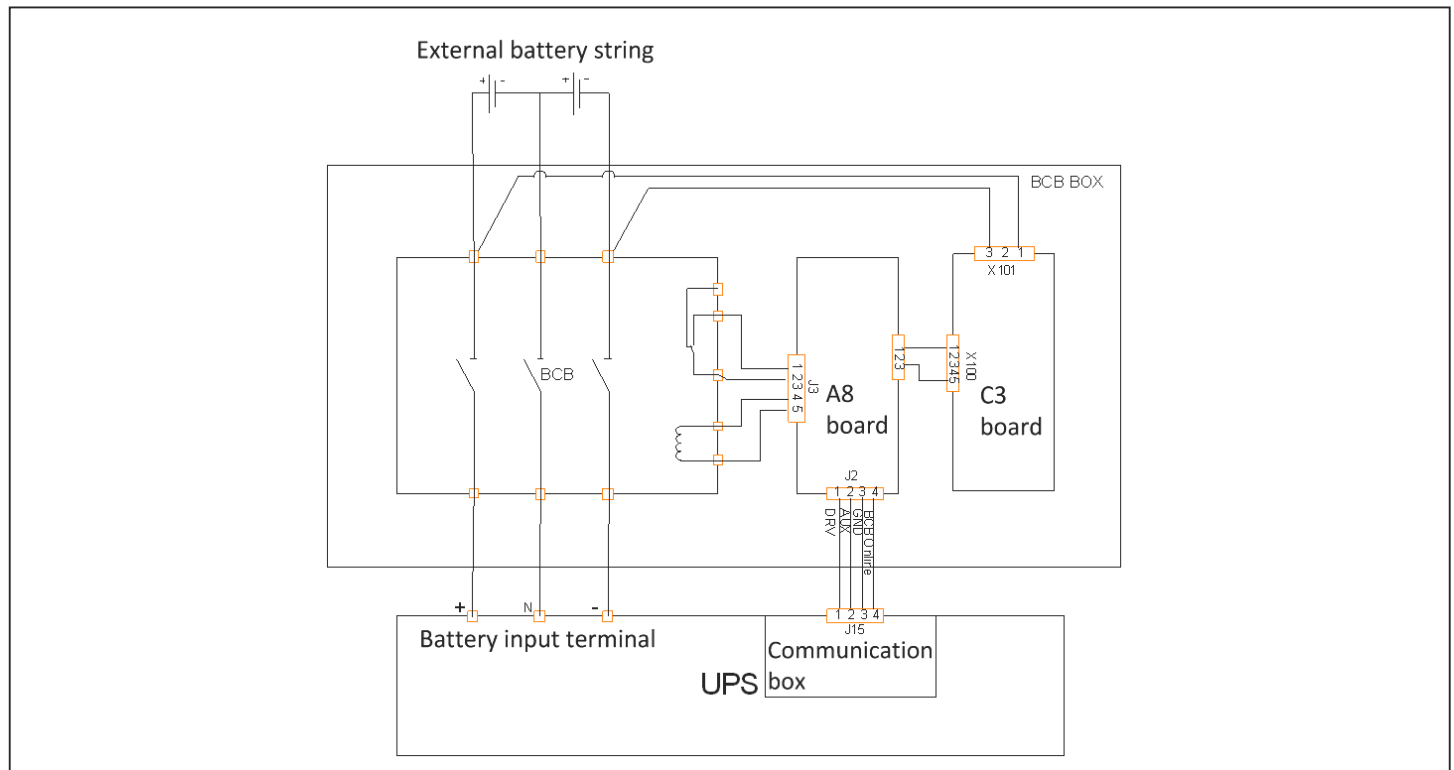 External battery string
+ - + -
BCB BOX
3 2 1
X101
BCB
1 2 3 4 5
J3
A8
board
1 2 3
1 2 3 4 5
X100
C3
board
J2
1 2 3 4
DRV
AUX
GND
BCB Online
+ N -
1 2 3 4
J15
Battery input terminal
Communication
box
UPS